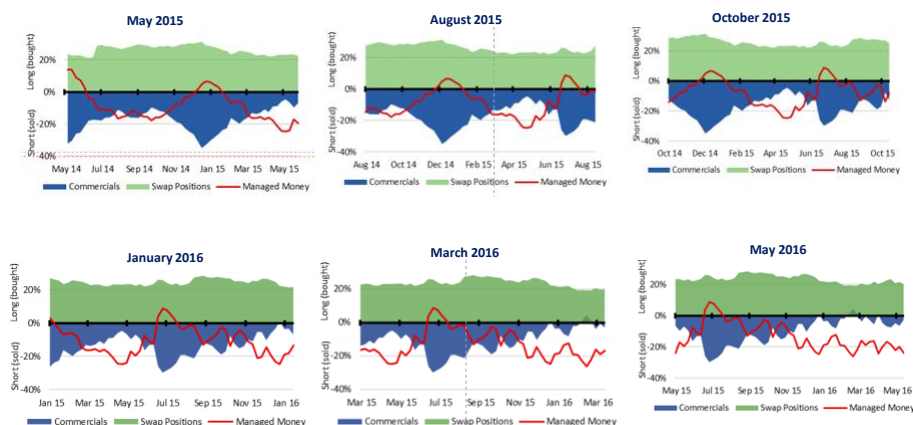 May 2015
Long (bought)
Short (sold)
20%
0%
-20%
-40%
May 14 Jul 14 Sep 14 Nov 14 Jan 15 Mar 15 May 15
Commercials Swap Positions Managed Money
August 2015
Long (bought)
Short (sold)
20%
0%
-20%
-40%
Aug 14 Oct 14 Dec 14 Feb 15 Apr 15 Jun 15 Aug 15
Commercials Swap Positions Managed Money
October 2015
Long (bought)
Short (sold)
20%
0%
-20%
-40%
Oct 14 Dec 14 Feb 15 Apr 15 Jun 15 Aug 15 Oct 15
Commercials Swap Positions Managed Money
January 2016
Long (bought)
Short (sold)
20%
0%
-20%
-40%
Jan 15 Mar 15 May 15 Jul 15 Sep 15 Nov 15 Jan 16
Commercials Swap Positions Managed Money
March 2016
Long (bought)
Short (sold)
20%
0%
-20%
-40%
Mar 15 May 15 Jul 15 Sep 15 Nov 15 Jan 16 Mar 16
Commercials Swap Positions Managed Money
May 2016
Long (bought)
Short (sold)
20%
0%
-20%
-40%
May 15 Jul 15 Sep 15 Nov 15 Jan 16 Mar 16 May 16
Commercials Swap Positions Managed Money